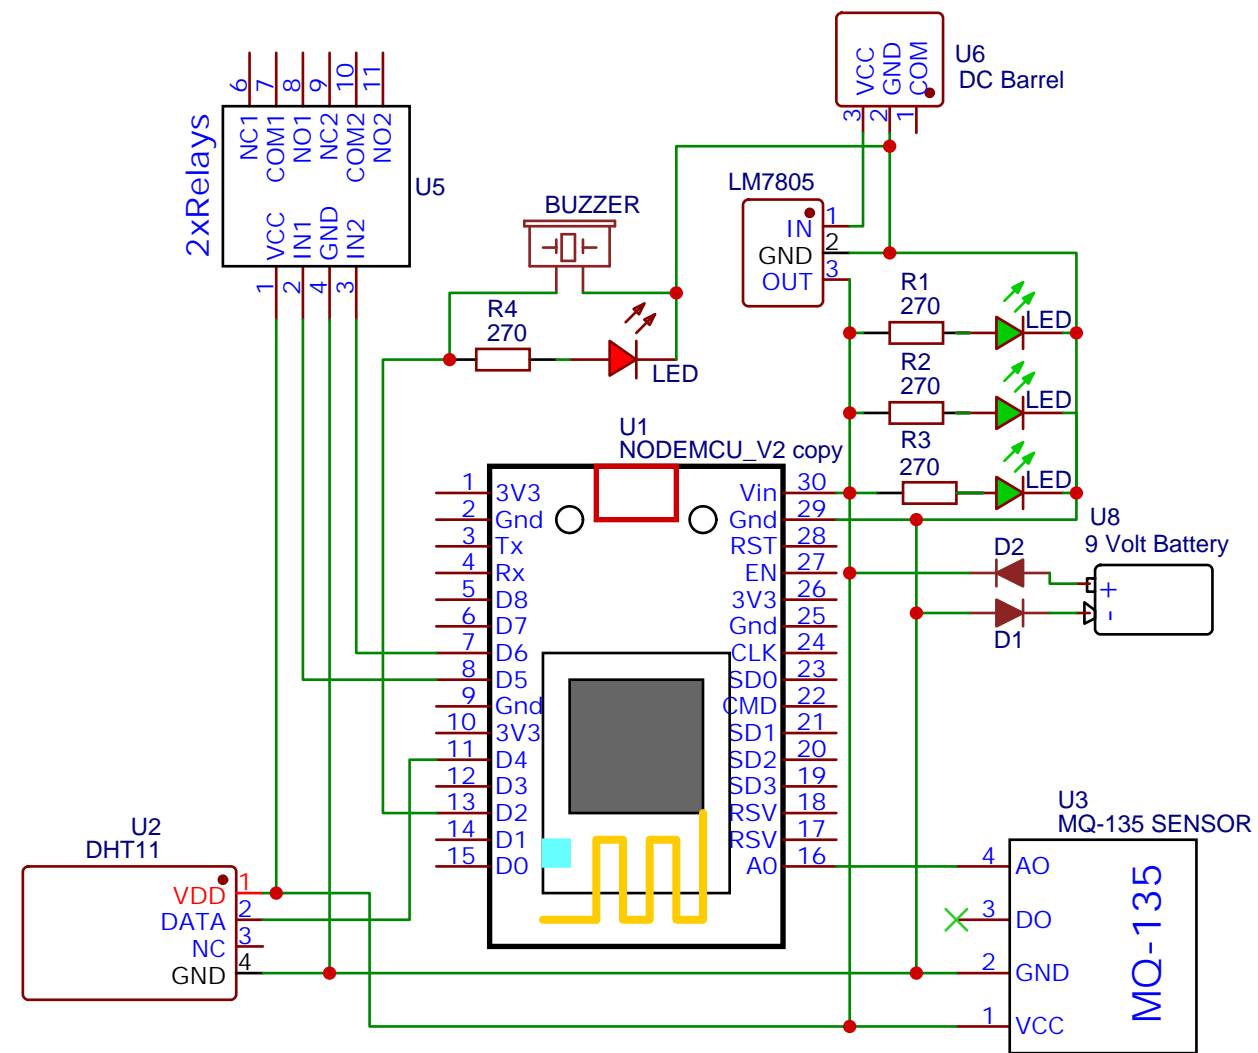 VCC
GND
COM
3
2
1
U6
DC Barrel
6
7
8
9
10
11
NC1
COM1
NO1
NC2
COM2
NO2
2xRelays
U5
VCC
IN1
GND
IN2
1
2
4
3
BUZZER
R4
270
LED
LM7805
IN
GND
OUT
1
2
3
R1
270
LED
R2
270
LED
R3
270
LED
U1
NODEMCU_V2 copy
1 3V3
2 Gnd
3 Tx
4 Rx
5 D8
6 D7
7 D6
8 D5
9 Gnd
10 3V3
11 D4
12 D3
13 D2
14 D1
15 D0
Vin 30
Gnd 29
RST 28
EN 27
3V3 26
Gnd 25
CLK 24
SD0 23
CMD 22
SD1 21
SD2 20
SD3 19
RSV 18
RSV 17
A0 16
U8
9 Volt Battery
+
-
D2
D1
U2
DHT11
VDD 1
DATA 2
NC 3
GND 4
U3
MQ-135 SENSOR
4 AO
3 DO
2 GND
1 VCC
MQ-135